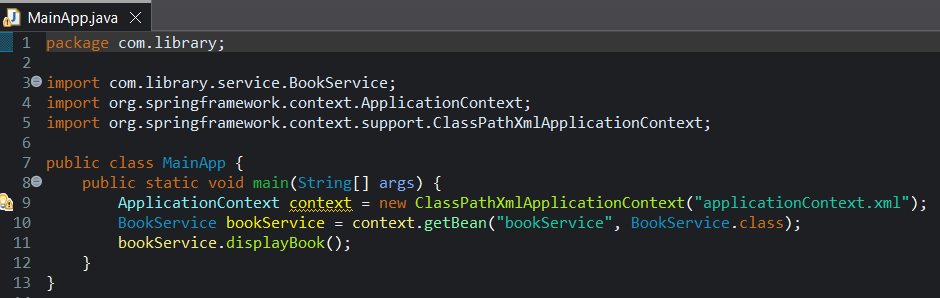 MainApp.java
1 package com.library;
2
3 import com.library.service.BookService;
4 import org.springframework.context.ApplicationContext;
5 import org.springframework.context.support.ClassPathXmlApplicationContext;
6
7 public class MainApp {
8     public static void main(String[] args) {
9         ApplicationContext context = new ClassPathXmlApplicationContext("applicationContext.xml");
10         BookService bookService = context.getBean("bookService", BookService.class);
11         bookService.displayBook();
12     }
13 }